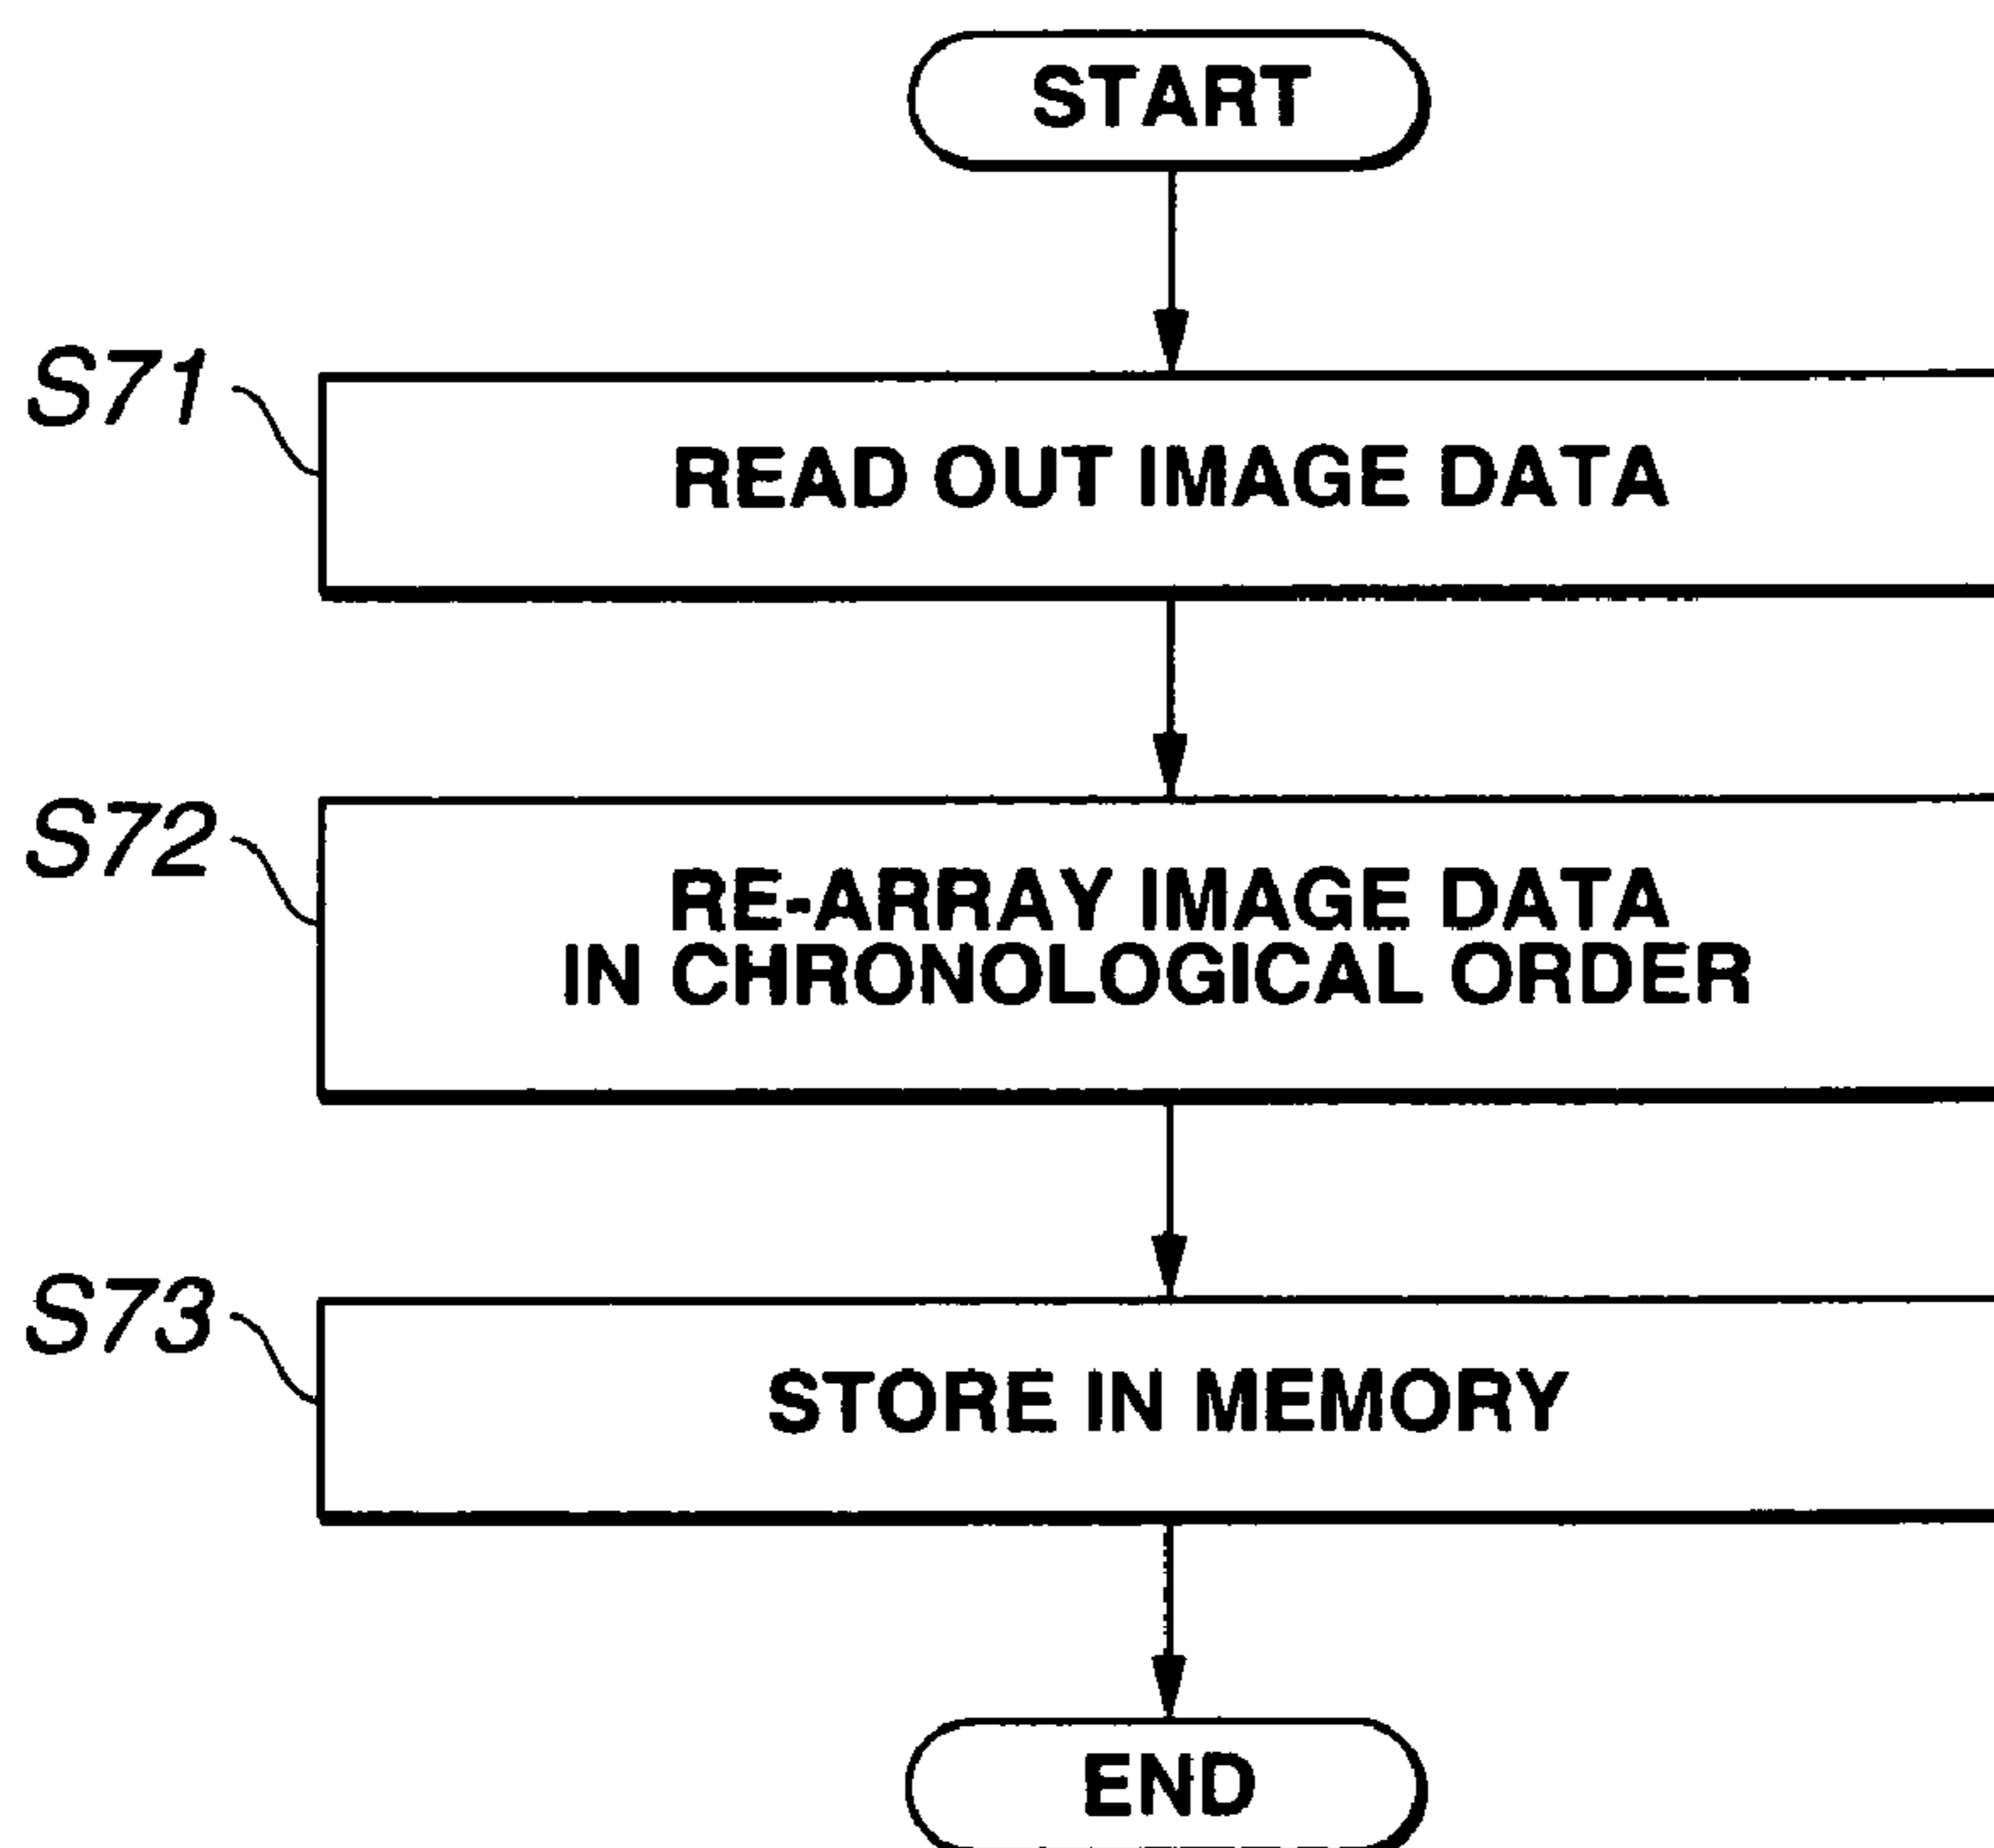 START
S71
READ OUT IMAGE DATA
S72
RE-ARRAY IMAGE DATA
IN CHRONOLOGICAL ORDER
S73
STORE IN MEMORY
END